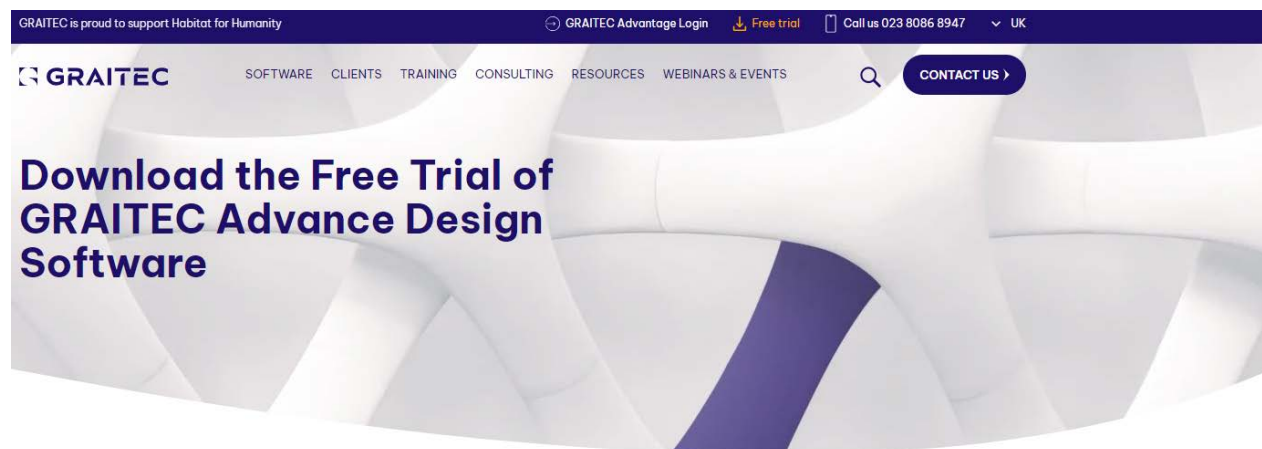 GRAITEC is proud to support Habitat for Humanity
GRAITEC Advantage Login
Free trial
Call us 023 8086 8947
UK
GRAITEC
SOFTWARE
CLIENTS
TRAINING
CONSULTING
RESOURCES
WEBINARS & EVENTS
CONTACT US
Download the Free Trial of
GRAITEC Advance Design
Software